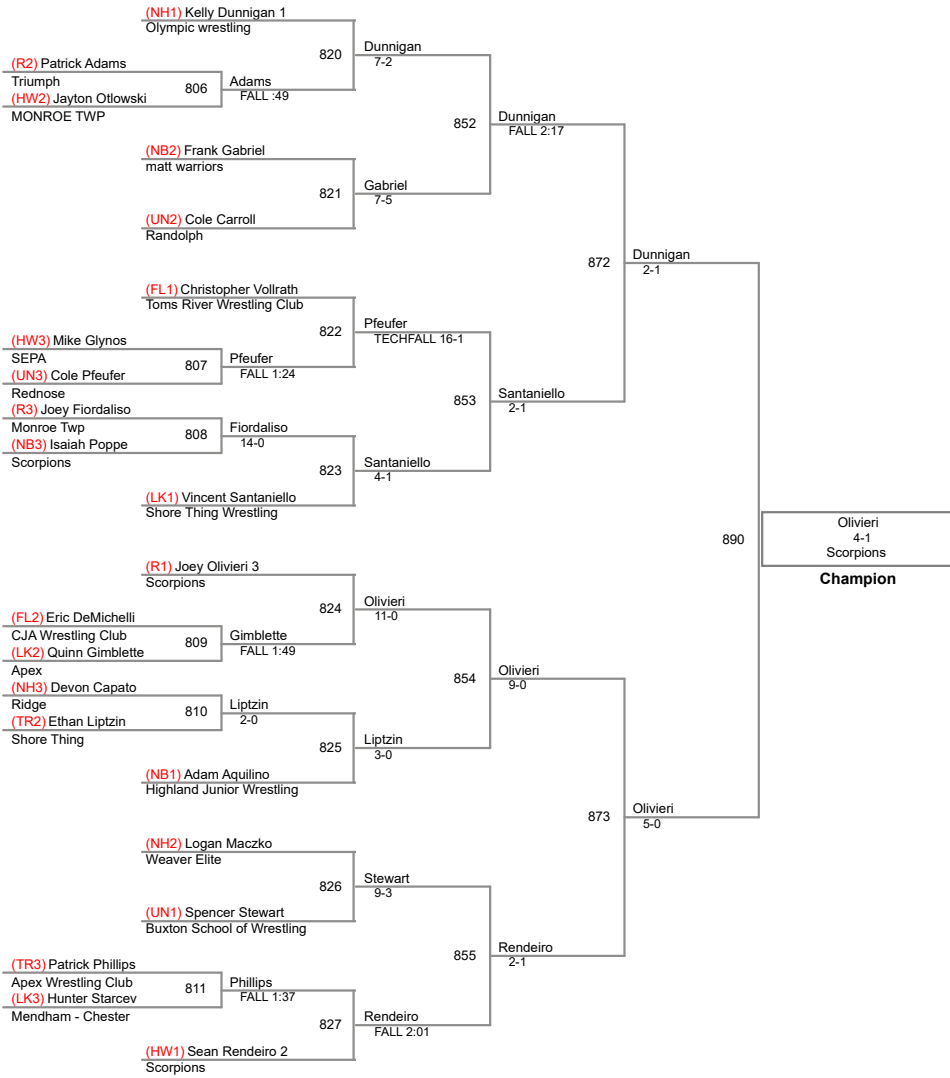 (NH1) Kelly Dunnigan 1
Olympic wrestling
820
Dunnigan
7-2
(R2) Patrick Adams
Triumph
806
Adams
FALL :49
(HW2) Jayton Otlowski
MONROE TWP
852
Dunnigan
FALL 2:17
(NB2) Frank Gabriel
matt warriors
821
Gabriel
7-5
(UN2) Cole Carroll
Randolph
872
Dunnigan
2-1
(FL1) Christopher Vollrath
Toms River Wrestling Club
822
Pfeufer
TECHFALL 16-1
(HW3) Mike Glynos
SEPA
807
Pfeufer
FALL 1:24
(UN3) Cole Pfeufer
Rednose
853
Santaniello
2-1
(R3) Joey Fiordaliso
Monroe Twp
808
Fiordaliso
14-0
(NB3) Isaiah Poppe
Scorpions
823
Santaniello
4-1
(LK1) Vincent Santaniello
Shore Thing Wrestling
890
Olivieri
4-1
Scorpions
Champion
(R1) Joey Olivieri 3
Scorpions
824
Olivieri
11-0
(FL2) Eric DeMichelli
CJA Wrestling Club
809
Gimblette
FALL 1:49
(LK2) Quinn Gimblette
Apex
854
Olivieri
9-0
(NH3) Devon Capato
Ridge
810
Liptzin
2-0
(TR2) Ethan Liptzin
Shore Thing
825
Liptzin
3-0
(NB1) Adam Aquilino
Highland Junior Wrestling
873
Olivieri
5-0
(NH2) Logan Maczko
Weaver Elite
826
Stewart
9-3
(UN1) Spencer Stewart
Buxton School of Wrestling
855
Rendeiro
2-1
(TR3) Patrick Phillips
Apex Wrestling Club
811
Phillips
FALL 1:37
(LK3) Hunter Starcev
Mendham - Chester
827
Rendeiro
FALL 2:01
(HW1) Sean Rendeiro 2
Scorpions